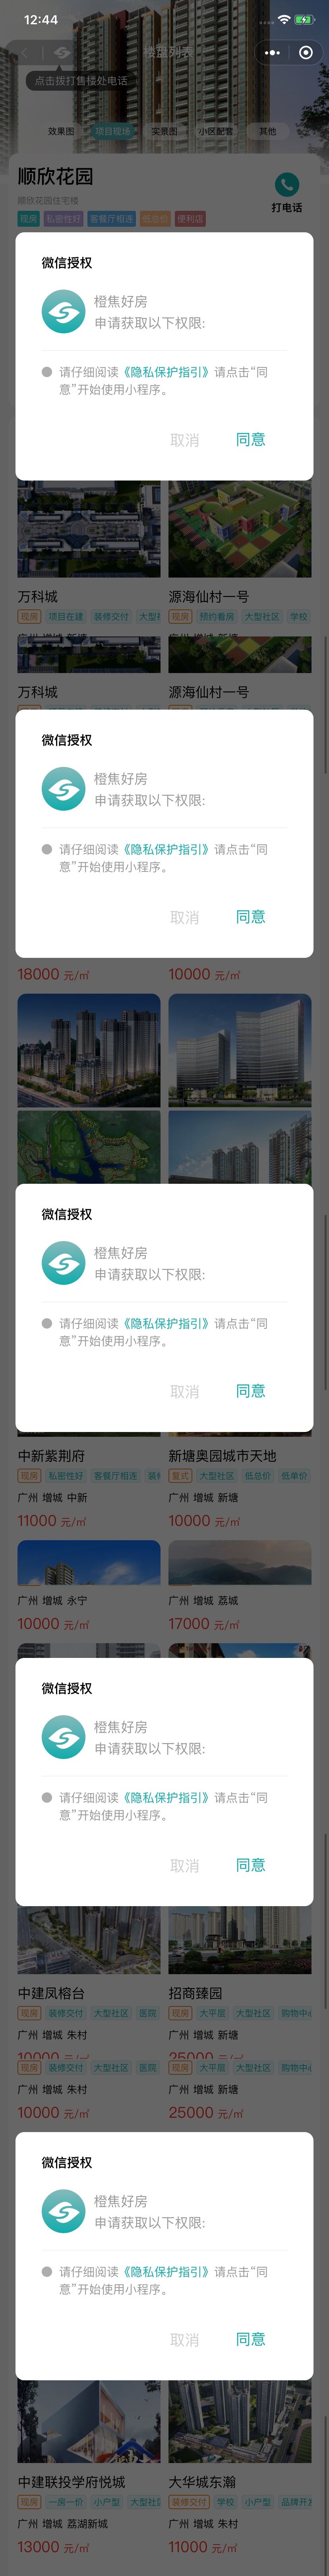 12:44
楼盘列表
点击拨打售楼处电话
效果图 项目现场 实景图 小区配套 其他
顺欣花园
顺欣花园住宅楼
打电话
现房 私密性好 客餐厅相连 低总价 便利店
微信授权
橙焦好房
申请获取以下权限:
请仔细阅读《隐私保护指引》请点击“同
意”开始使用小程序。
取消 同意
万科城 源海仙村一号
现房 项目在建 装修交付 大型社 现房 预约看房 大型社区 学校
万科城 源海仙村一号
微信授权
橙焦好房
申请获取以下权限:
请仔细阅读《隐私保护指引》请点击“同
意”开始使用小程序。
取消 同意
18000 元/㎡ 10000 元/㎡
微信授权
橙焦好房
申请获取以下权限:
请仔细阅读《隐私保护指引》请点击“同
意”开始使用小程序。
取消 同意
中新紫荆府 新塘奥园城市天地
现房 私密性好 客餐厅相连 装修 复式 大型社区 低总价 低单价
广州 增城 中新 广州 增城 新塘
11000 元/㎡ 10000 元/㎡
广州 增城 永宁 广州 增城 荔城
10000 元/㎡ 17000 元/㎡
微信授权
橙焦好房
申请获取以下权限:
请仔细阅读《隐私保护指引》请点击“同
意”开始使用小程序。
取消 同意
中建凤榕台 招商臻园
现房 装修交付 大型社区 医院 现房 大平层 大型社区 购物中心
广州 增城 朱村 广州 增城 新塘
10000 元/㎡ 25000 元/㎡
现房 装修交付 大型社区 医院 现房 大平层 大型社区 购物中心
广州 增城 朱村 广州 增城 新塘
10000 元/㎡ 25000 元/㎡
微信授权
橙焦好房
申请获取以下权限:
请仔细阅读《隐私保护指引》请点击“同
意”开始使用小程序。
取消 同意
中建联投学府悦城 大华城东瀚
现房 一房一价 小户型 大型社区 装修交付 学校 小户型 品牌开发
广州 增城 荔湖新城 广州 增城 朱村
13000 元/㎡ 11000 元/㎡